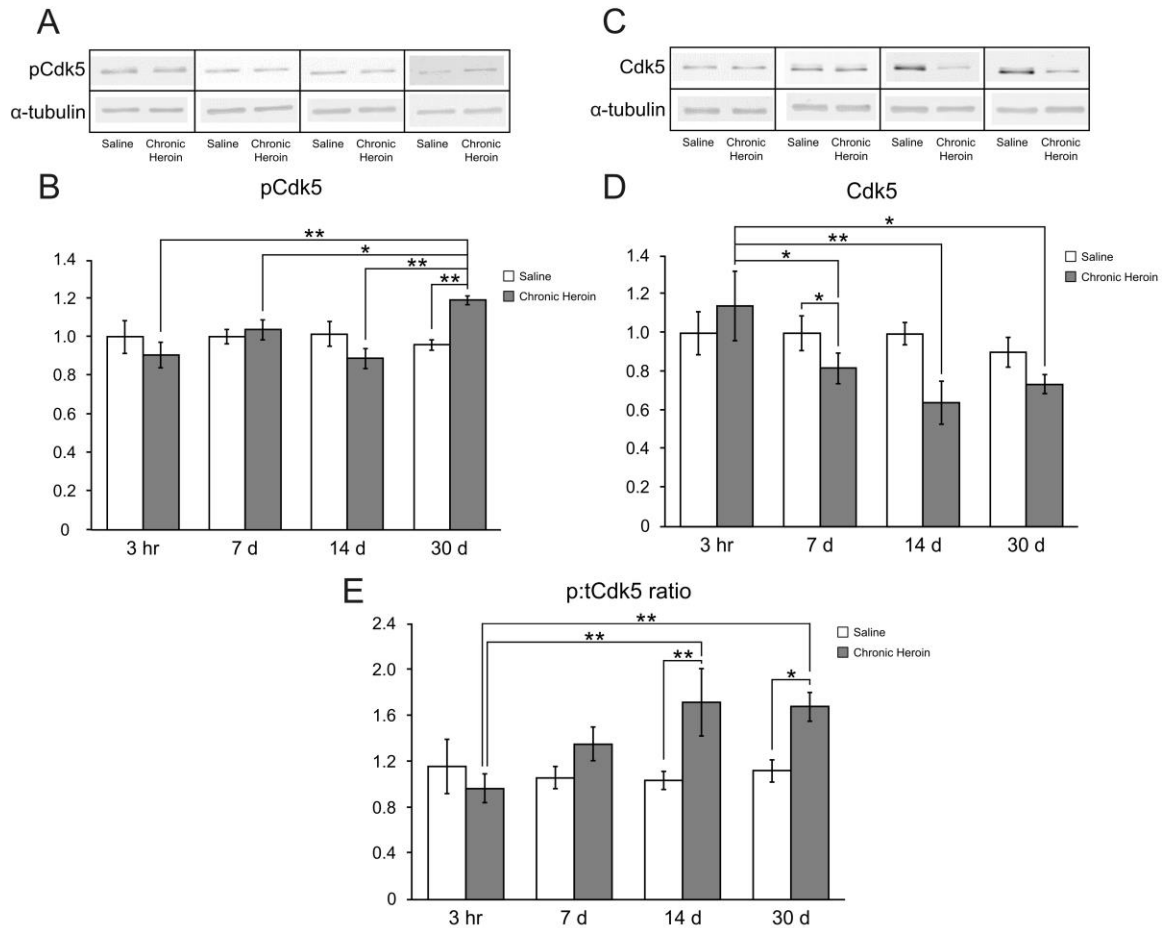 A
pCdk5
α-tubulin
Saline Chronic Heroin Saline Chronic Heroin Saline Chronic Heroin Saline Chronic Heroin
C
Cdk5
α-tubulin
Saline Chronic Heroin Saline Chronic Heroin Saline Chronic Heroin Saline Chronic Heroin
B
pCdk5
**
*
**
**
Saline
Chronic Heroin
1.4
1.2
1.0
0.8
0.6
0.4
0.2
0
3 hr 7 d 14 d 30 d
D
Cdk5
*
**
*
*
Saline
Chronic Heroin
1.4
1.2
1.0
0.8
0.6
0.4
0.2
0
3 hr 7 d 14 d 30 d
E
p:tCdk5 ratio
**
**
**
*
Saline
Chronic Heroin
2.4
2.0
1.6
1.2
0.8
0.4
0
3 hr 7 d 14 d 30 d